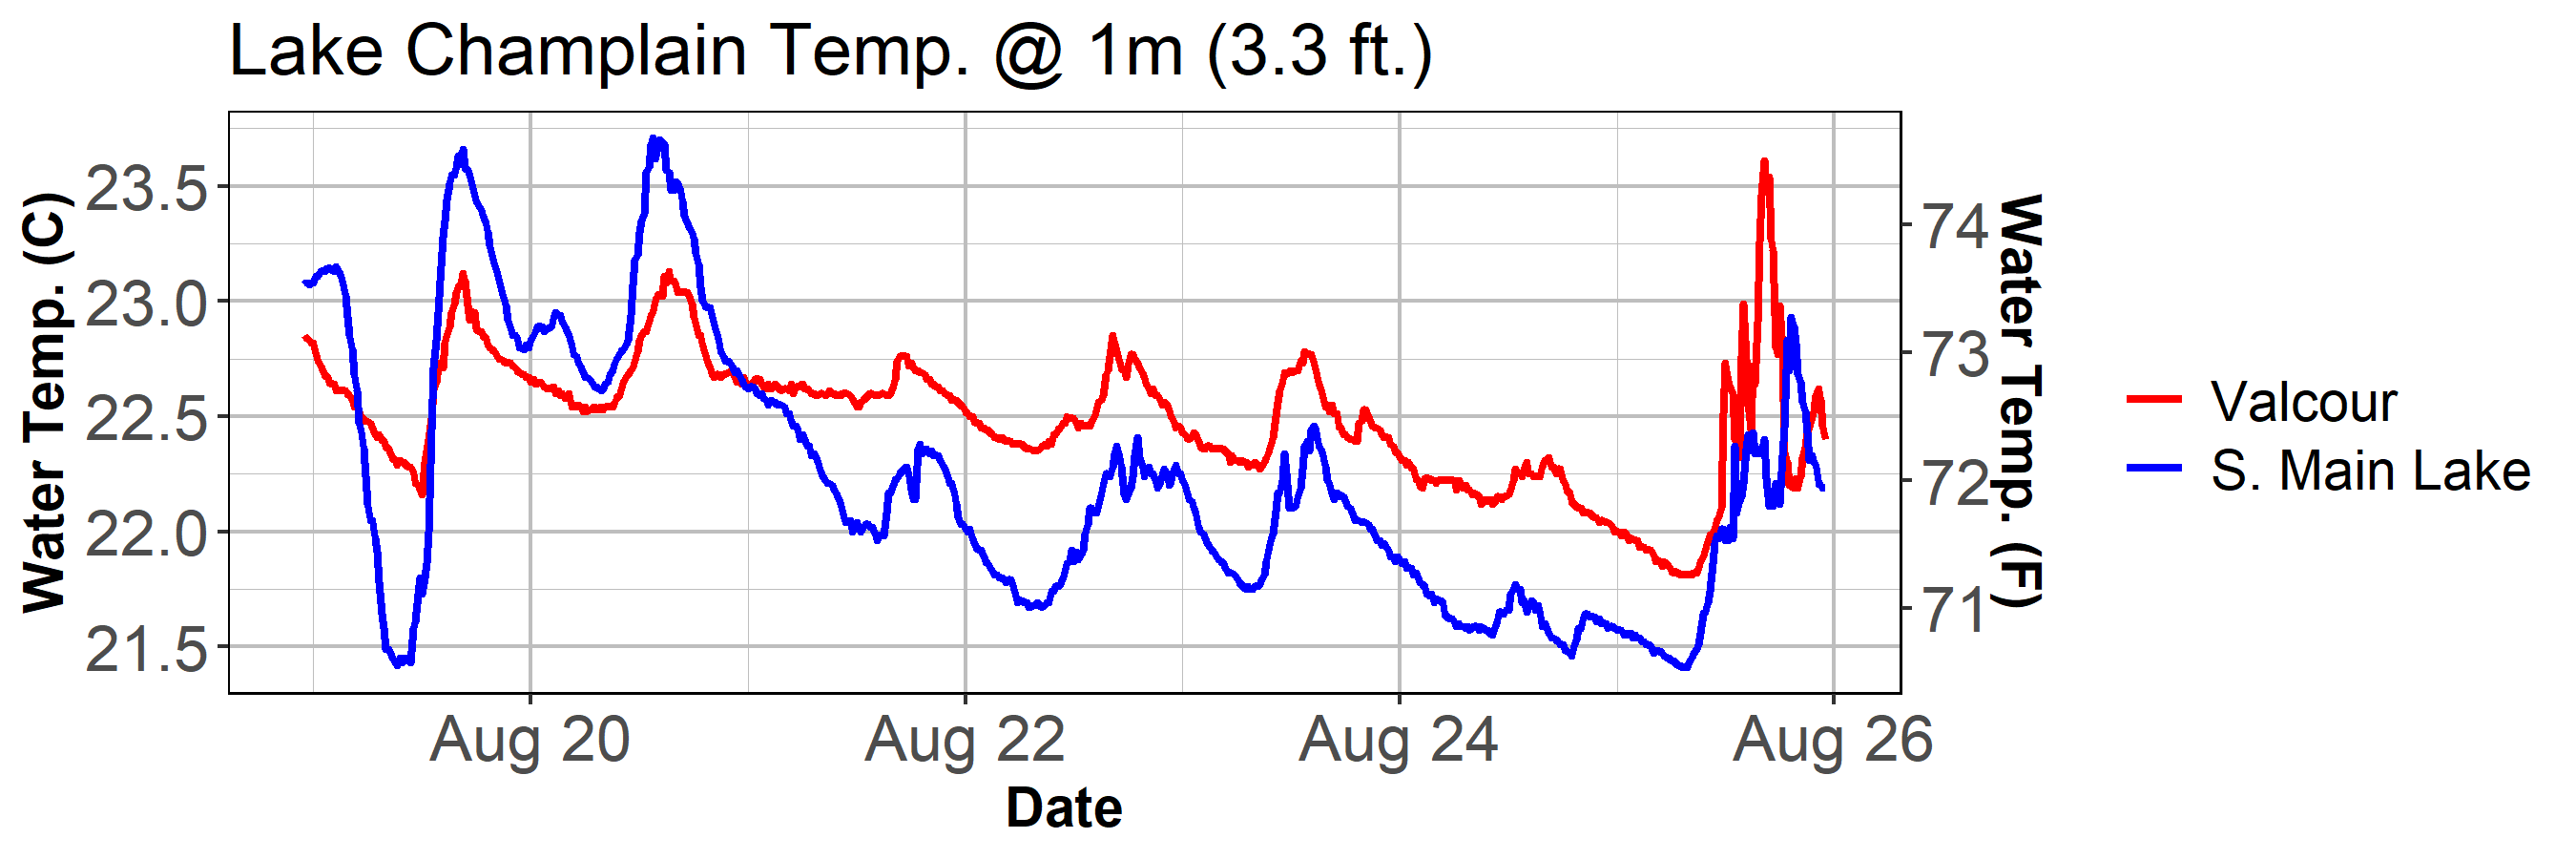 Lake Champlain Temp. @ 1m (3.3 ft.)
Water Temp. (C)
23.5
23.0
22.5
22.0
21.5
74
73
72
71
Water Temp. (F)
Aug 20
Aug 22
Aug 24
Aug 26
Date
Valcour
S. Main Lake